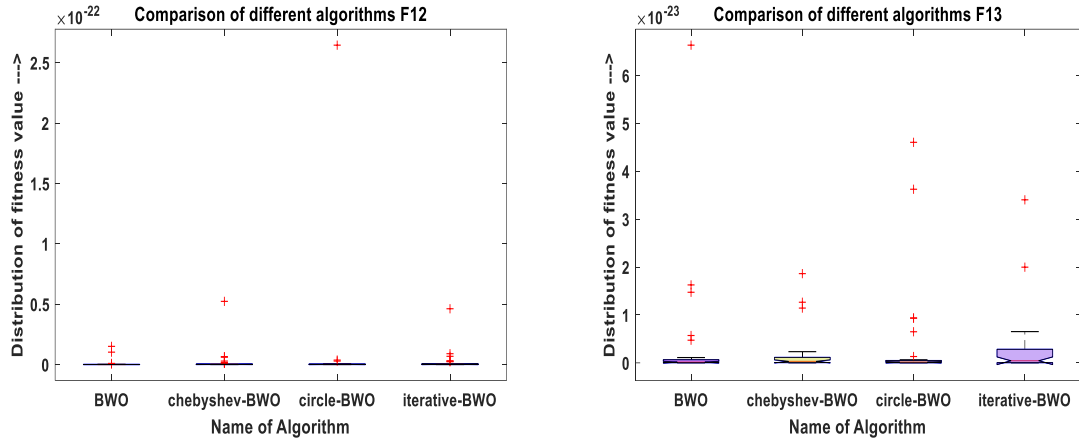 ×10^-22
Comparison of different algorithms F12
Distribution of fitness value --->
2.5
2
1.5
1
0.5
0
BWO chebyshev-BWO circle-BWO iterative-BWO
Name of Algorithm
×10^-23
Comparison of different algorithms F13
Distribution of fitness value --->
6
5
4
3
2
1
0
BWO chebyshev-BWO circle-BWO iterative-BWO
Name of Algorithm